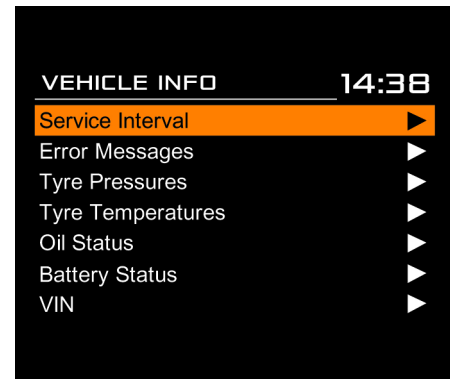 VEHICLE INFO 14:38
Service Interval
Error Messages
Tyre Pressures
Tyre Temperatures
Oil Status
Battery Status
VIN